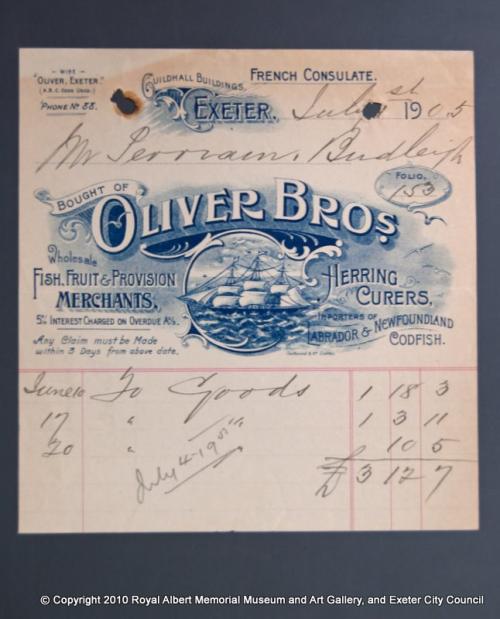 - WIRE -
"OLIVER, EXETER."
(A.B.C. CODE USED.)
'PHONE No 55.
GUILDHALL BUILDINGS,
FRENCH CONSULATE.
EXETER, July 1st 1905
Mr Perriam, Budleigh
FOLIO,
153
BOUGHT OF
OLIVER BROS.
Wholesale
FISH, FRUIT & PROVISION
MERCHANTS,
5% INTEREST CHARGED ON OVERDUE A/cs.
Any Claim must be Made
within 3 Days from above date.
HERRING
CURERS,
IMPORTERS OF
LABRADOR & NEWFOUNDLAND
CODFISH.
June 10 To Goods 1 18 3
17 " " 1 3 11
20 " 10 5
£ 3 12 7
July 4-1905
© Copyright 2010 Royal Albert Memorial Museum and Art Gallery, and Exeter City Council